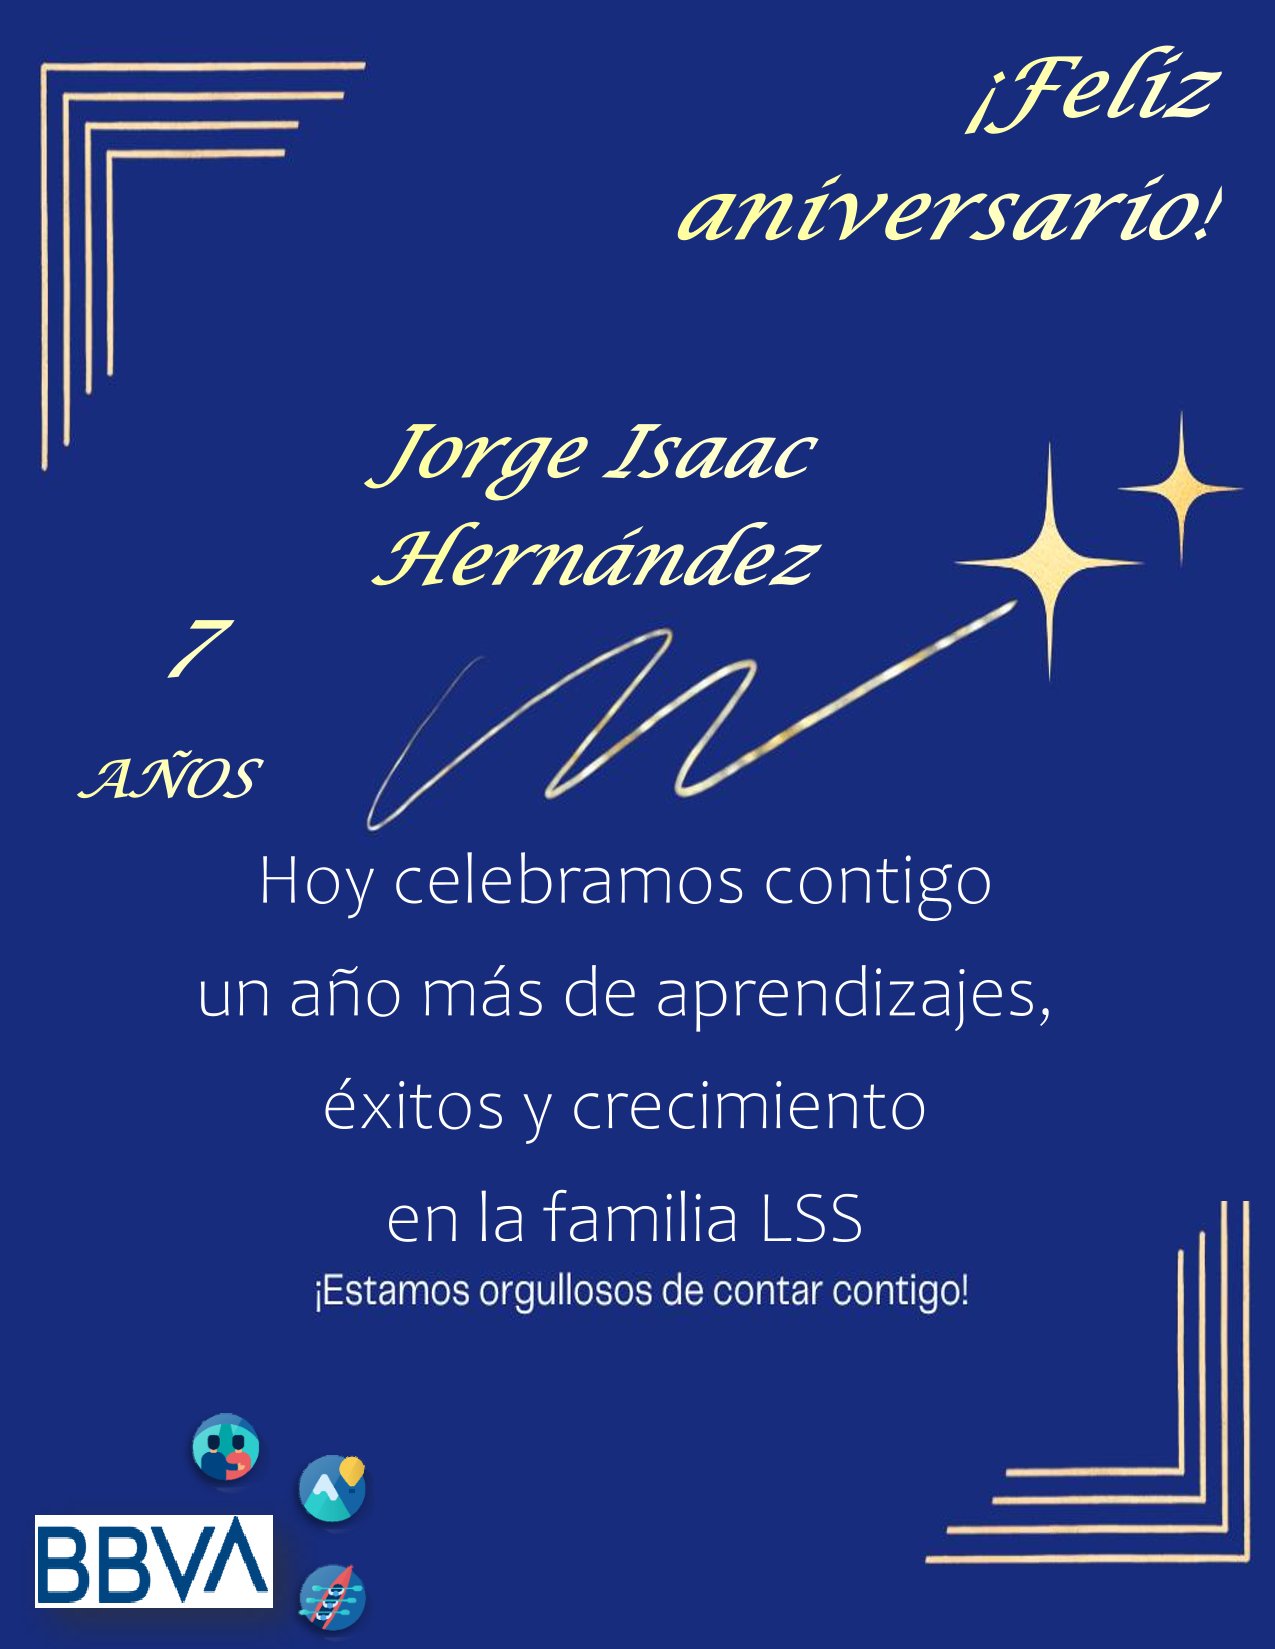 ¡Feliz
aniversario!
Jorge Isaac
Hernández
7
AÑOS
Hoy celebramos contigo
un año más de aprendizajes,
éxitos y crecimiento
en la familia LSS
¡Estamos orgullosos de contar contigo!
BBVA